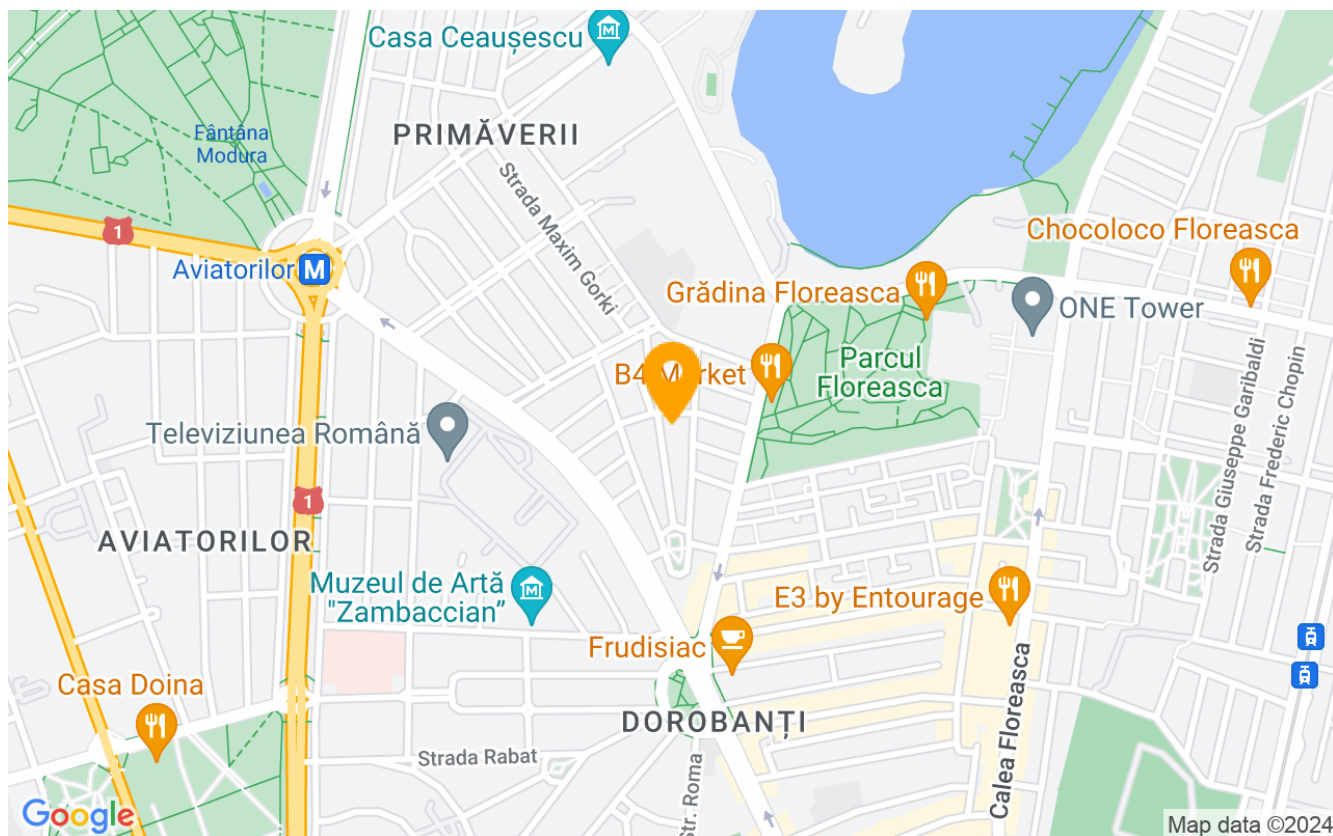 Casa Ceaușescu
PRIMĂVERII
Fântâna
Modura
Strada Maxim Gorki
1
Aviatorilor
M
Chocoloco Floreasca
Grădina Floreasca
ONE Tower
B4 Market
Parcul
Floreasca
Strada Giuseppe Garibaldi
Strada Frederic Chopin
Televiziunea Română
1
AVIATORILOR
Muzeul de Artă
"Zambaccian”
E3 by Entourage
Frudisiac
Casa Doina
DOROBANȚI
Strada Rabat
Str. Roma
Calea Floreasca
Google
Map data ©2024